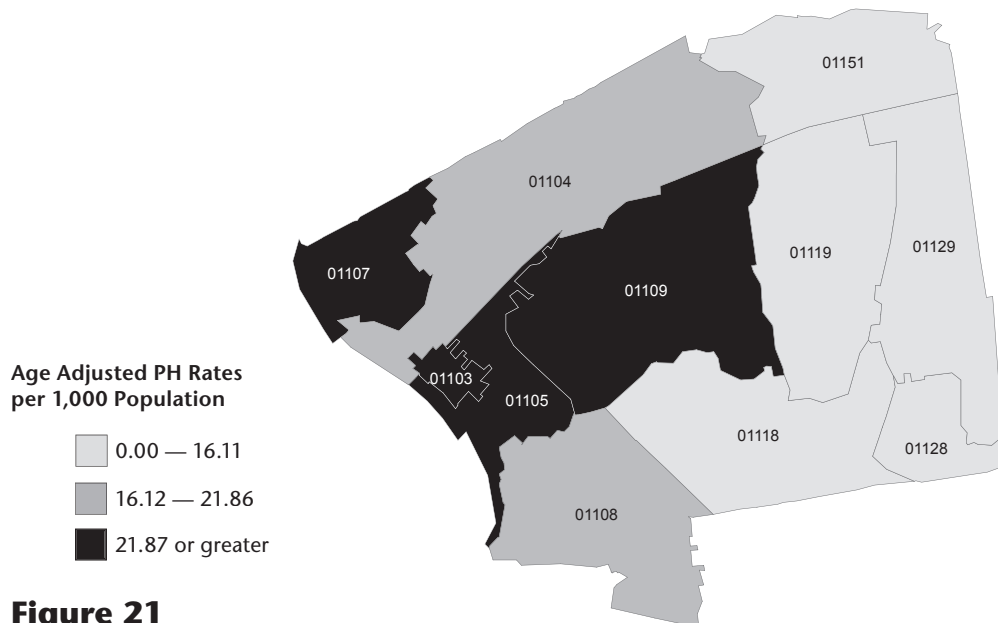 01151
01104
01119
01129
01107
01109
Age Adjusted PH Rates
per 1,000 Population
01103
01105
0.00 — 16.11
01118
01128
16.12 — 21.86
01108
21.87 or greater
Figure 21